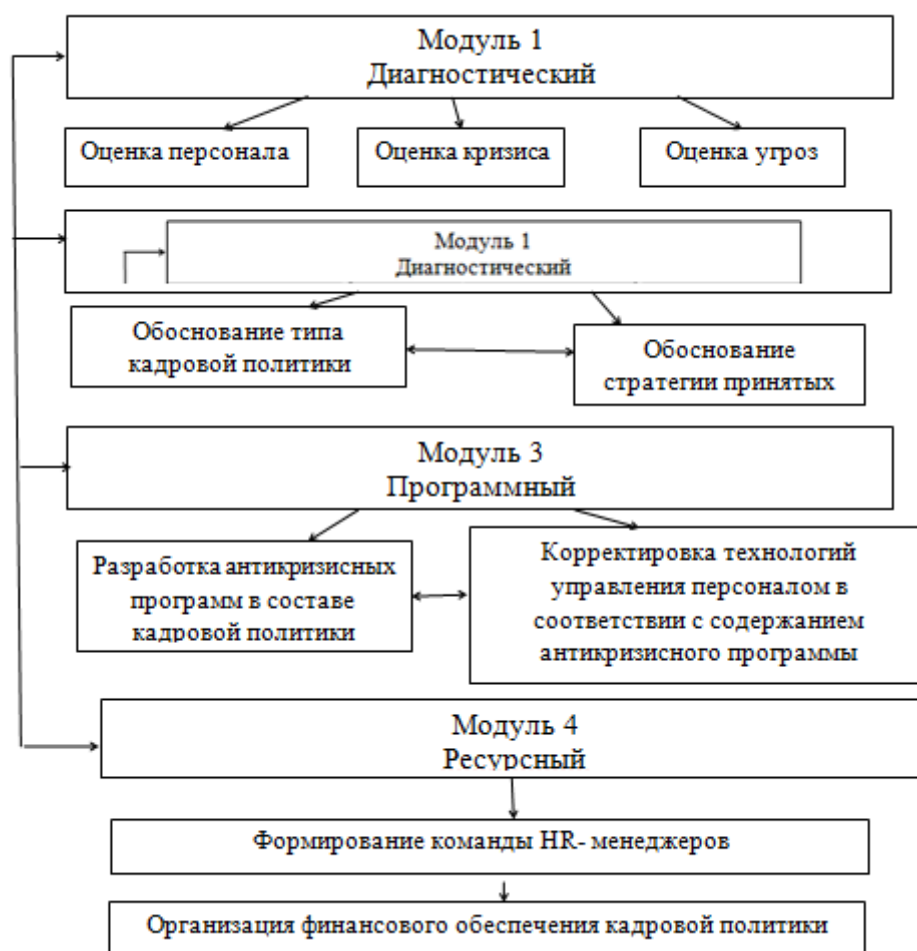 Модуль 1
Диагностический
Оценка персонала
Оценка кризиса
Оценка угроз
Модуль 1
Диагностический
Обоснование типа
кадровой политики
Обоснование
стратегии принятых
Модуль 3
Программный
Разработка антикризисных
программ в составе
кадровой политики
Корректировка технологий
управления персоналом в
соответствии с содержанием
антикризисного программы
Модуль 4
Ресурсный
Формирование команды HR- менеджеров
Организация финансового обеспечения кадровой политики